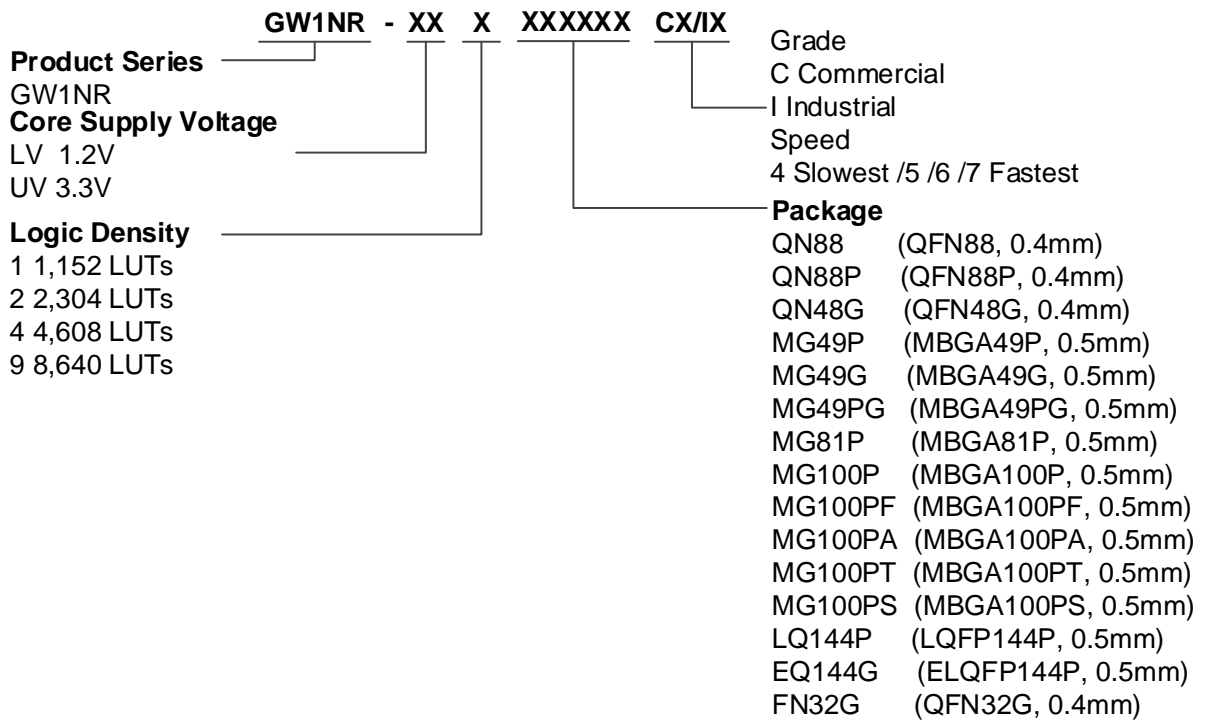 GW1NR - XX X XXXXXX CX/IX
Product Series
GW1NR
Core Supply Voltage
LV 1.2V
UV 3.3V
Logic Density
1 1,152 LUTs
2 2,304 LUTs
4 4,608 LUTs
9 8,640 LUTs
Grade
C Commercial
I Industrial
Speed
4 Slowest /5 /6 /7 Fastest
Package
QN88 (QFN88, 0.4mm)
QN88P (QFN88P, 0.4mm)
QN48G (QFN48G, 0.4mm)
MG49P (MBGA49P, 0.5mm)
MG49G (MBGA49G, 0.5mm)
MG49PG (MBGA49PG, 0.5mm)
MG81P (MBGA81P, 0.5mm)
MG100P (MBGA100P, 0.5mm)
MG100PF (MBGA100PF, 0.5mm)
MG100PA (MBGA100PA, 0.5mm)
MG100PT (MBGA100PT, 0.5mm)
MG100PS (MBGA100PS, 0.5mm)
LQ144P (LQFP144P, 0.5mm)
EQ144G (ELQFP144P, 0.5mm)
FN32G (QFN32G, 0.4mm)